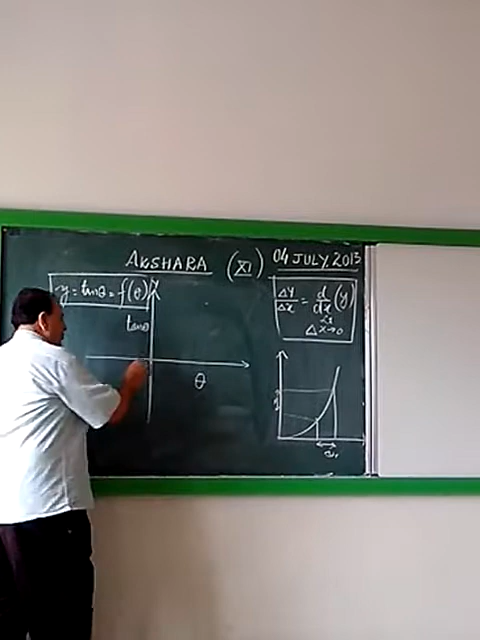 AKSHARA (XI) 04 JULY, 2013
y = tanθ = f(θ)
tanθ
θ
Δy/Δx = d/dx (y)
Δx→0